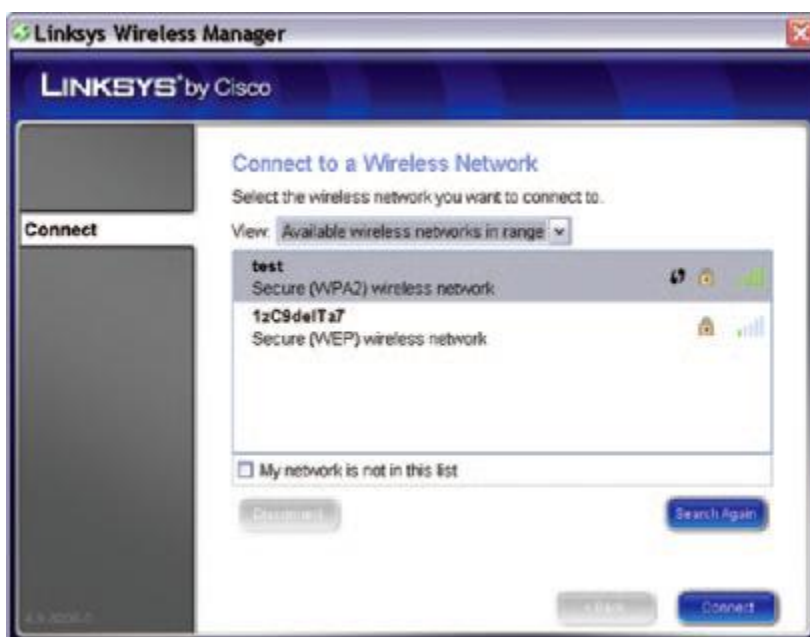 Linksys Wireless Manager
LINKSYS® by Cisco
Connect to a Wireless Network
Select the wireless network you want to connect to.
Connect
View: Available wireless networks in range
test
Secure (WPA2) wireless network
1zC9delTa7
Secure (WEP) wireless network
My network is not in this list
Disconnect
Search Again
< Back
Connect